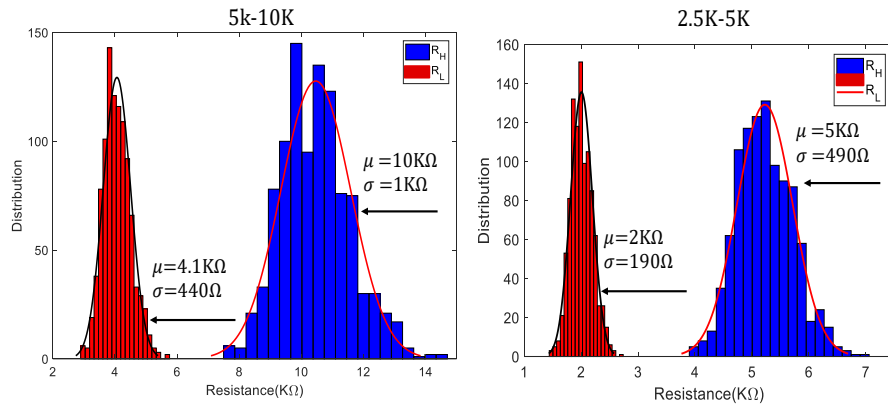 5k-10K
150
100
50
0
Distribution
2
4
6
8
10
12
14
Resistance(KΩ)
R_H
R_L
μ=10KΩ
σ=1KΩ
μ=4.1KΩ
σ=440Ω
2.5K-5K
160
140
120
100
80
60
40
20
0
Distribution
1
2
3
4
5
6
7
Resistance(KΩ)
R_H
R_L
μ=5KΩ
σ=490Ω
μ=2KΩ
σ=190Ω